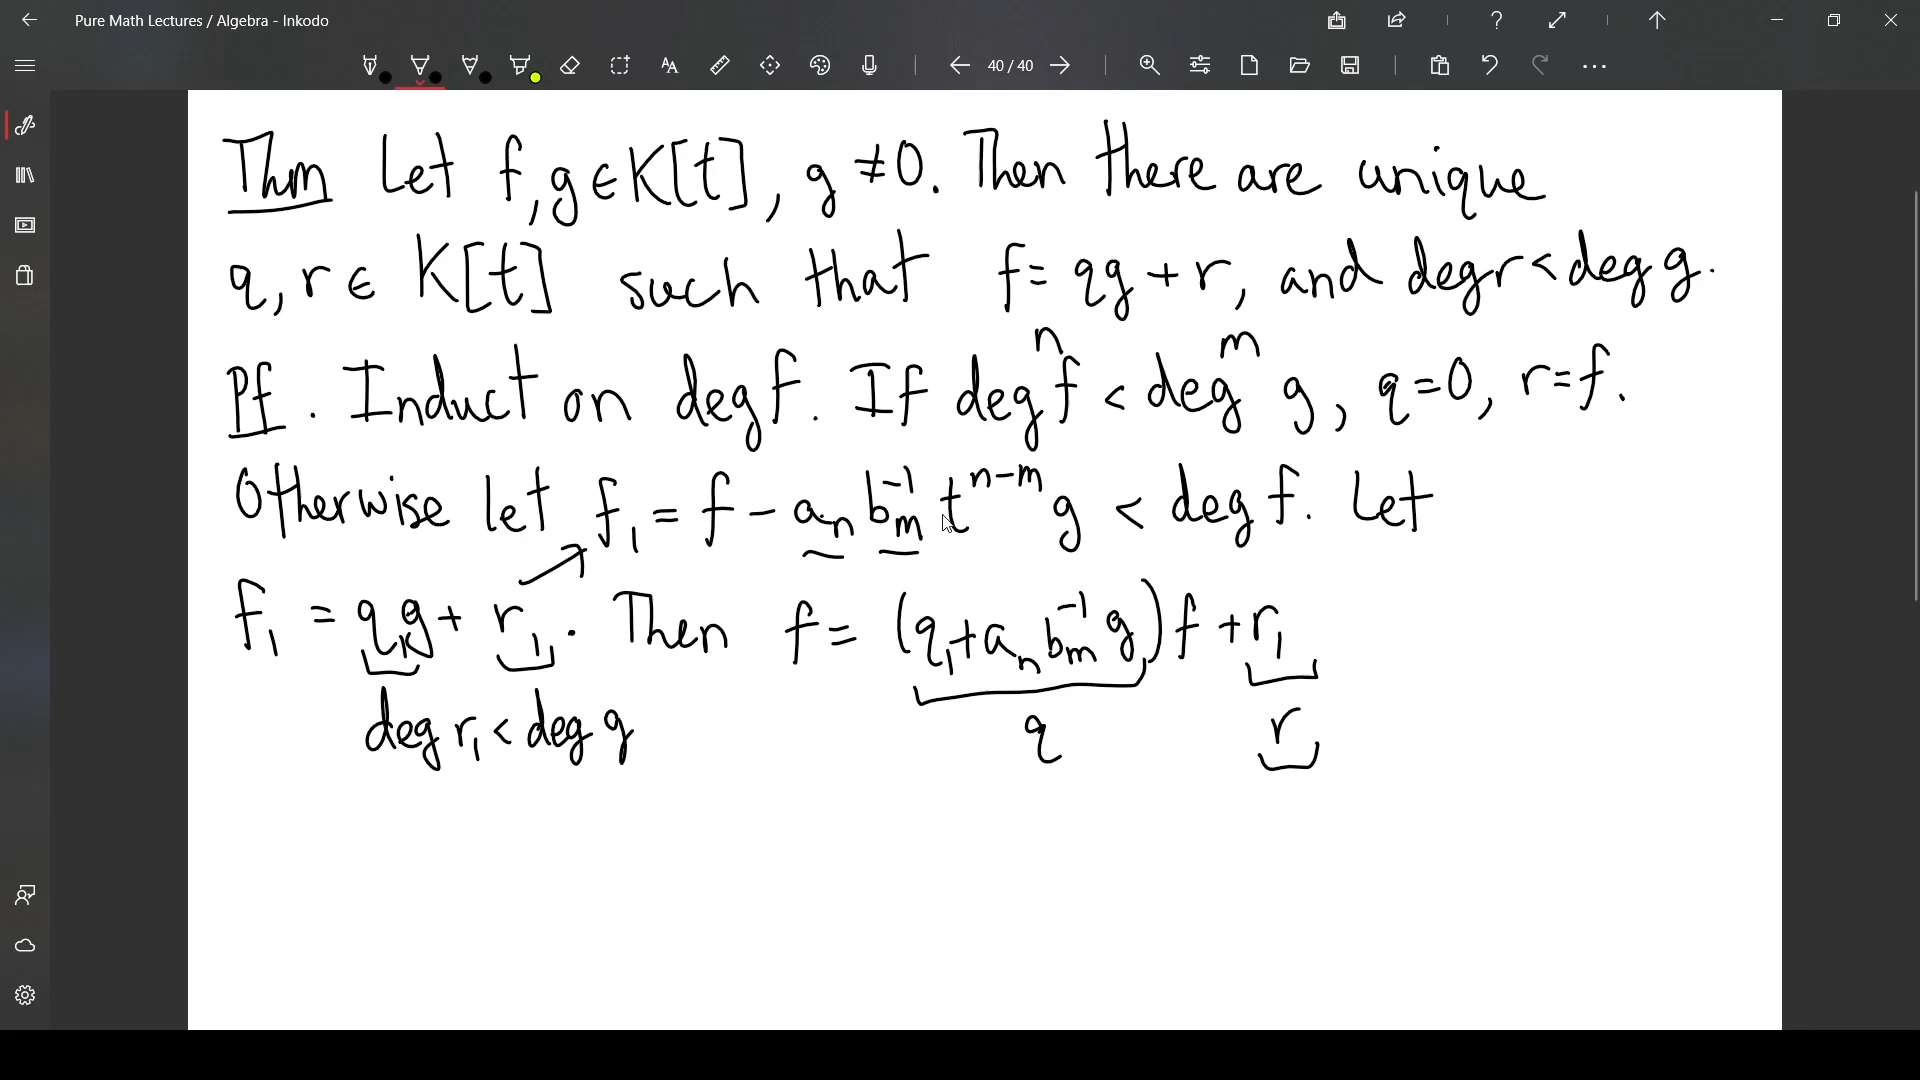 Pure Math Lectures / Algebra - Inkodo
40 / 40
Thm Let f, g ∈ K[t], g ≠ 0. Then there are unique
q, r ∈ K[t] such that f = qg + r, and deg r < deg g.
n m
Pf. Induct on deg f. If deg f < deg g, q = 0, r = f.
Otherwise let f₁ = f - aₙ bₘ⁻¹ tⁿ⁻ᵐ g < deg f. Let
f₁ = q₁g + r₁. Then f = (q₁ + aₙ bₘ⁻¹ g) f + r₁
deg r₁ < deg g q r